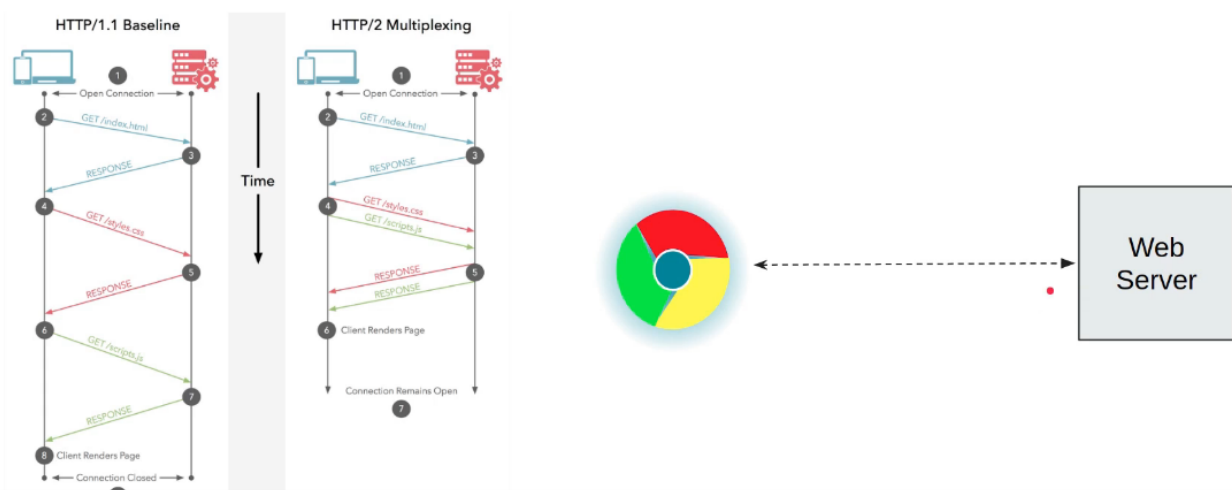 HTTP/1.1 Baseline
1
Open Connection
2
GET /index.html
3
RESPONSE
4
GET /styles.css
5
RESPONSE
6
GET /scripts.js
7
RESPONSE
8 Client Renders Page
Connection Closed
Time
HTTP/2 Multiplexing
1
Open Connection
2
GET /index.html
3
RESPONSE
4
GET /styles.css
GET /scripts.js
5
RESPONSE
RESPONSE
6 Client Renders Page
Connection Remains Open
7
Web
Server